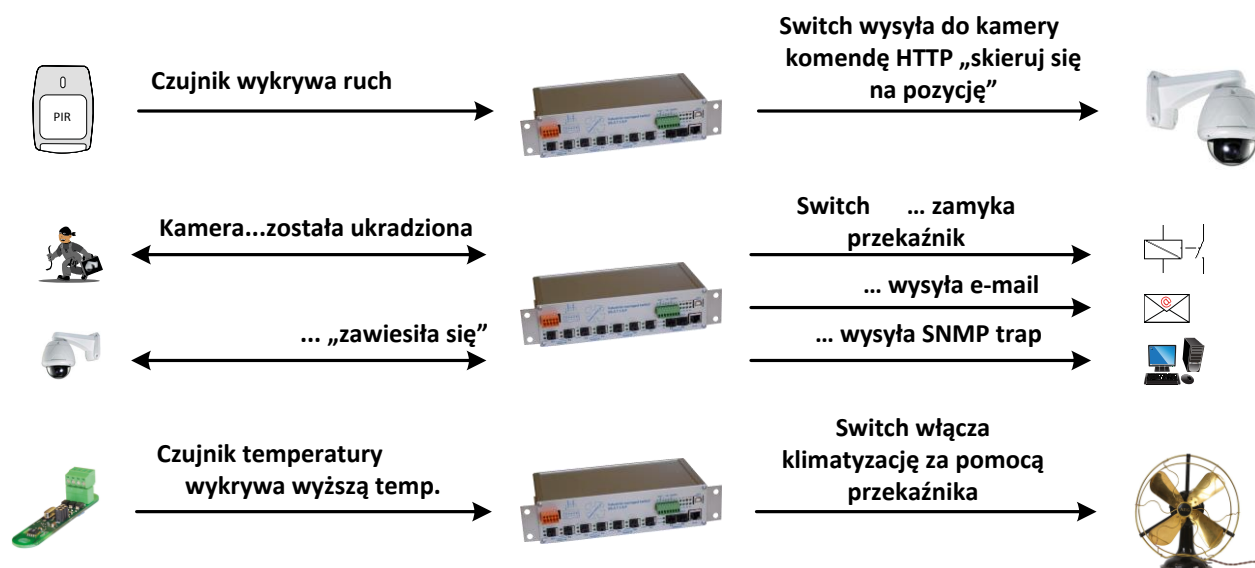 Switch wysyła do kamery
komendę HTTP „skieruj się
na pozycję”
Czujnik wykrywa ruch
PIR
Kamera...została ukradziona
Switch … zamyka
przekaźnik
… wysyła e-mail
@
... „zawiesiła się”
… wysyła SNMP trap
Czujnik temperatury
wykrywa wyższą temp.
Switch włącza
klimatyzację za pomocą
przekaźnika